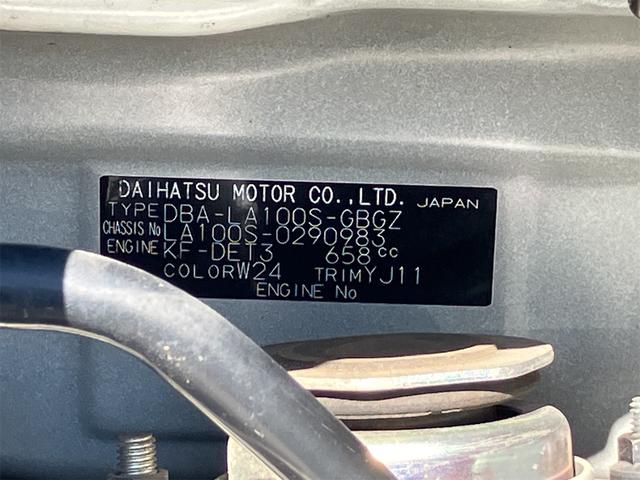 DAIHATSU MOTOR CO.,LTD. JAPAN
TYPE DBA-LA100S-GBGZ
CHASSIS No LA100S-0290983
ENGINE KF-DET3 658cc
COLOR W24 TRIM YJ11
ENGINE No